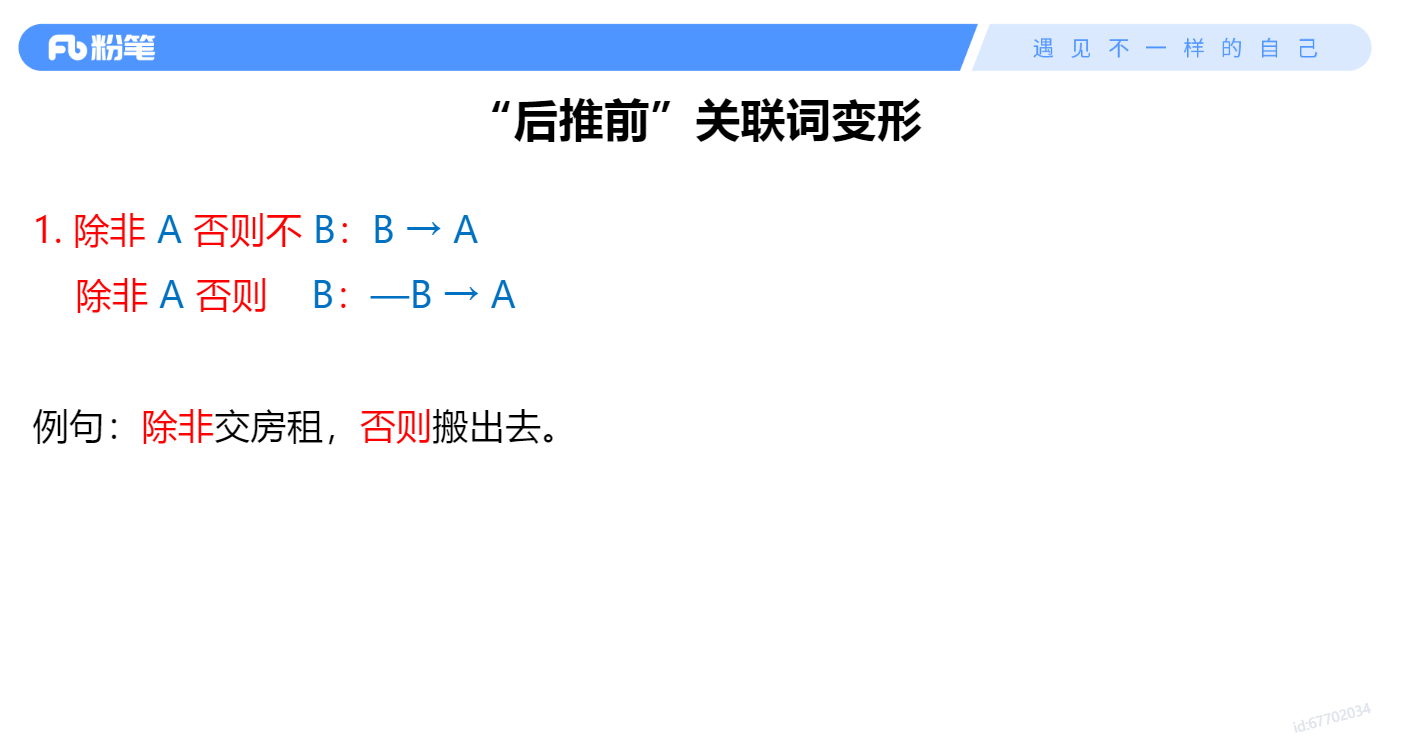 粉笔
遇见不一样的自己
“后推前”关联词变形
1. 除非 A 否则不 B：B → A
除非 A 否则 B：—B → A
例句：除非交房租，否则搬出去。
id:67702034